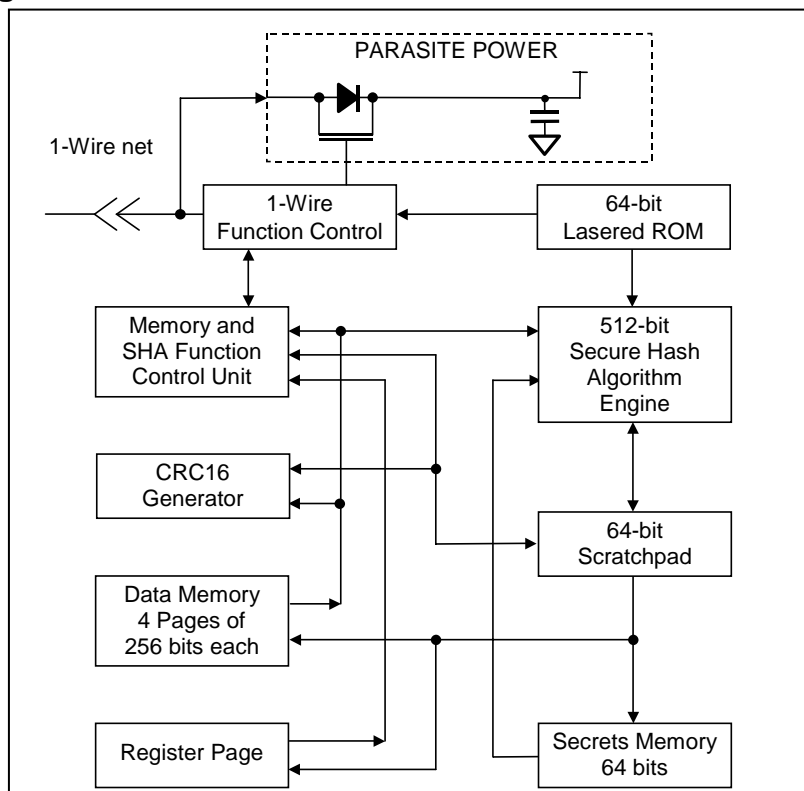 PARASITE POWER
1-Wire net
1-Wire
Function Control
64-bit
Lasered ROM
Memory and
SHA Function
Control Unit
512-bit
Secure Hash
Algorithm
Engine
CRC16
Generator
64-bit
Scratchpad
Data Memory
4 Pages of
256 bits each
Register Page
Secrets Memory
64 bits